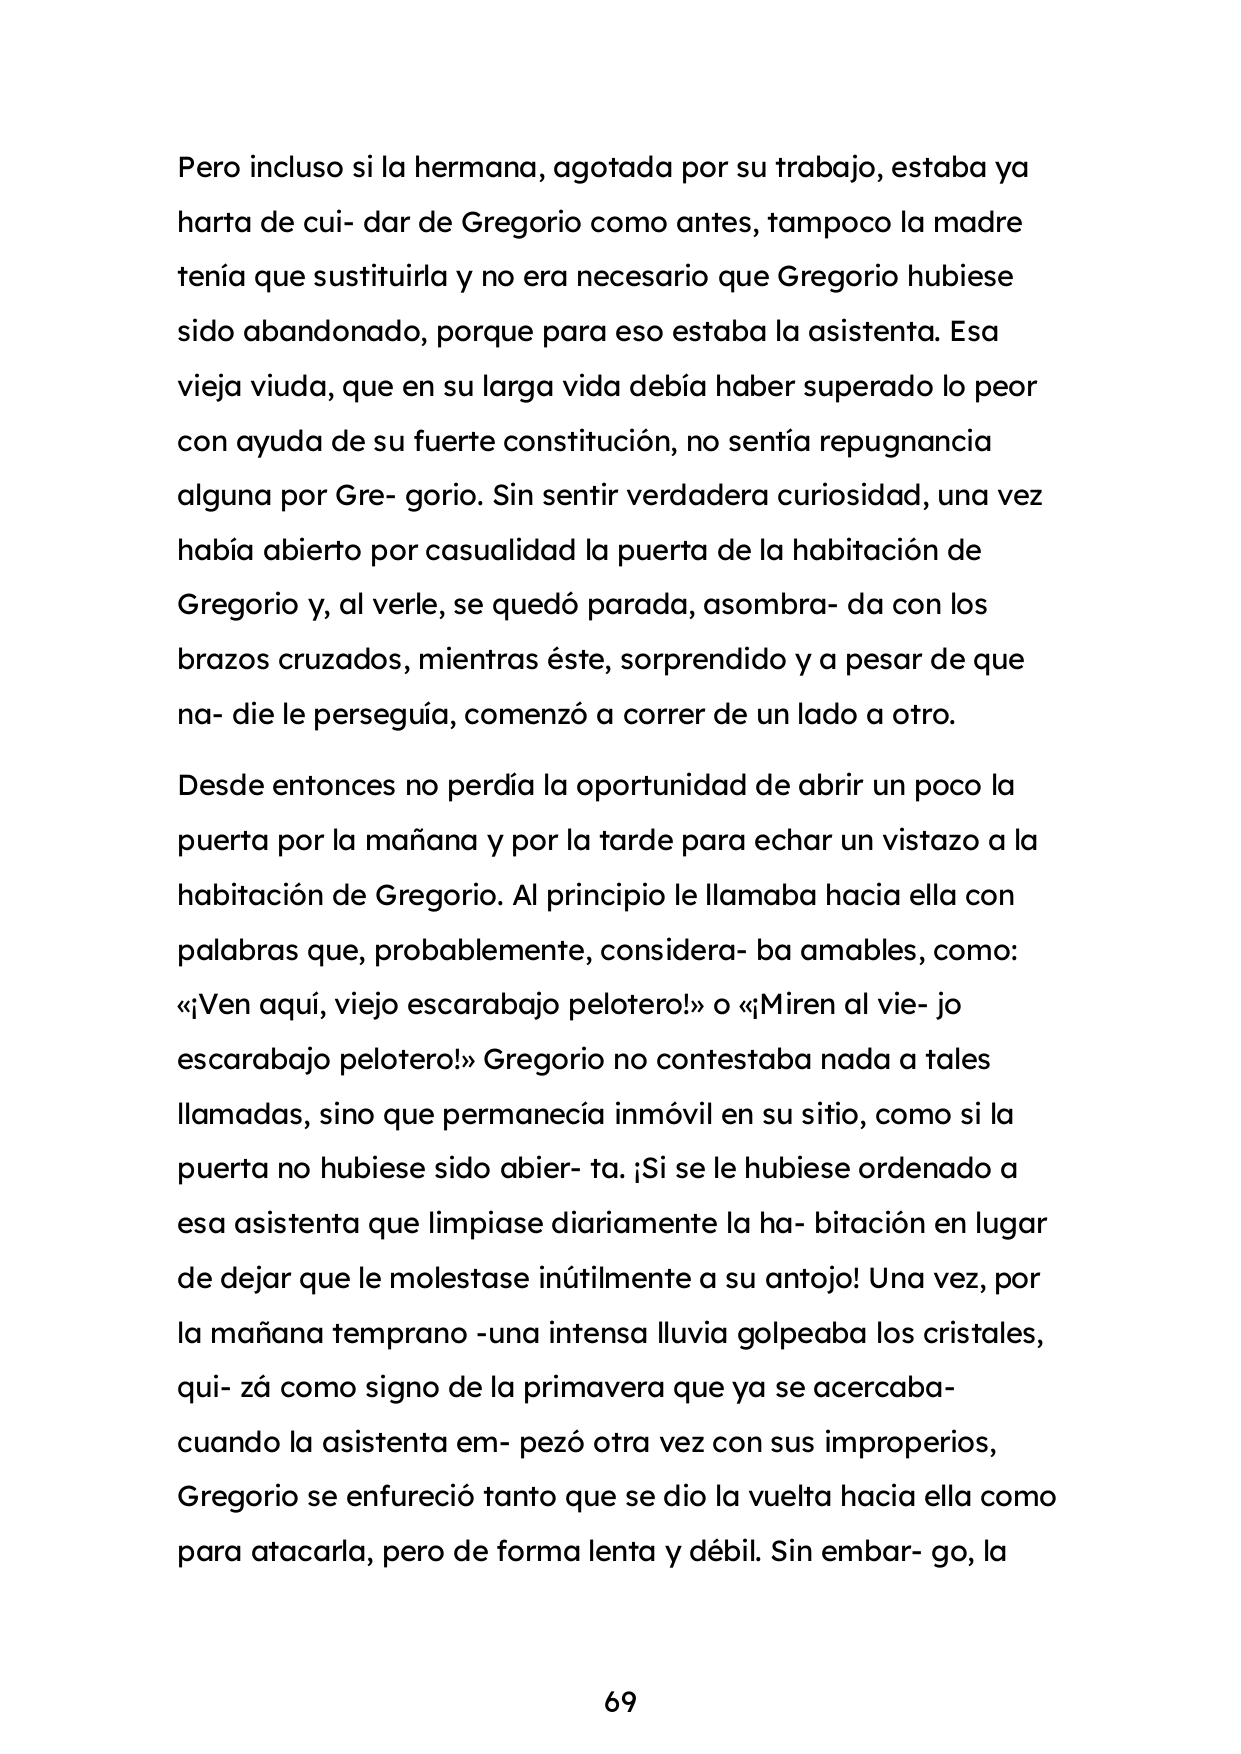 Pero incluso si la hermana, agotada por su trabajo, estaba ya
harta de cui- dar de Gregorio como antes, tampoco la madre
tenía que sustituirla y no era necesario que Gregorio hubiese
sido abandonado, porque para eso estaba la asistenta. Esa
vieja viuda, que en su larga vida debía haber superado lo peor
con ayuda de su fuerte constitución, no sentía repugnancia
alguna por Gre- gorio. Sin sentir verdadera curiosidad, una vez
había abierto por casualidad la puerta de la habitación de
Gregorio y, al verle, se quedó parada, asombra- da con los
brazos cruzados, mientras éste, sorprendido y a pesar de que
na- die le perseguía, comenzó a correr de un lado a otro.
Desde entonces no perdía la oportunidad de abrir un poco la
puerta por la mañana y por la tarde para echar un vistazo a la
habitación de Gregorio. Al principio le llamaba hacia ella con
palabras que, probablemente, considera- ba amables, como:
«¡Ven aquí, viejo escarabajo pelotero!» o «¡Miren al vie- jo
escarabajo pelotero!» Gregorio no contestaba nada a tales
llamadas, sino que permanecía inmóvil en su sitio, como si la
puerta no hubiese sido abier- ta. ¡Si se le hubiese ordenado a
esa asistenta que limpiase diariamente la ha- bitación en lugar
de dejar que le molestase inútilmente a su antojo! Una vez, por
la mañana temprano -una intensa lluvia golpeaba los cristales,
qui- zá como signo de la primavera que ya se acercaba-
cuando la asistenta em- pezó otra vez con sus improperios,
Gregorio se enfureció tanto que se dio la vuelta hacia ella como
para atacarla, pero de forma lenta y débil. Sin embar- go, la
69